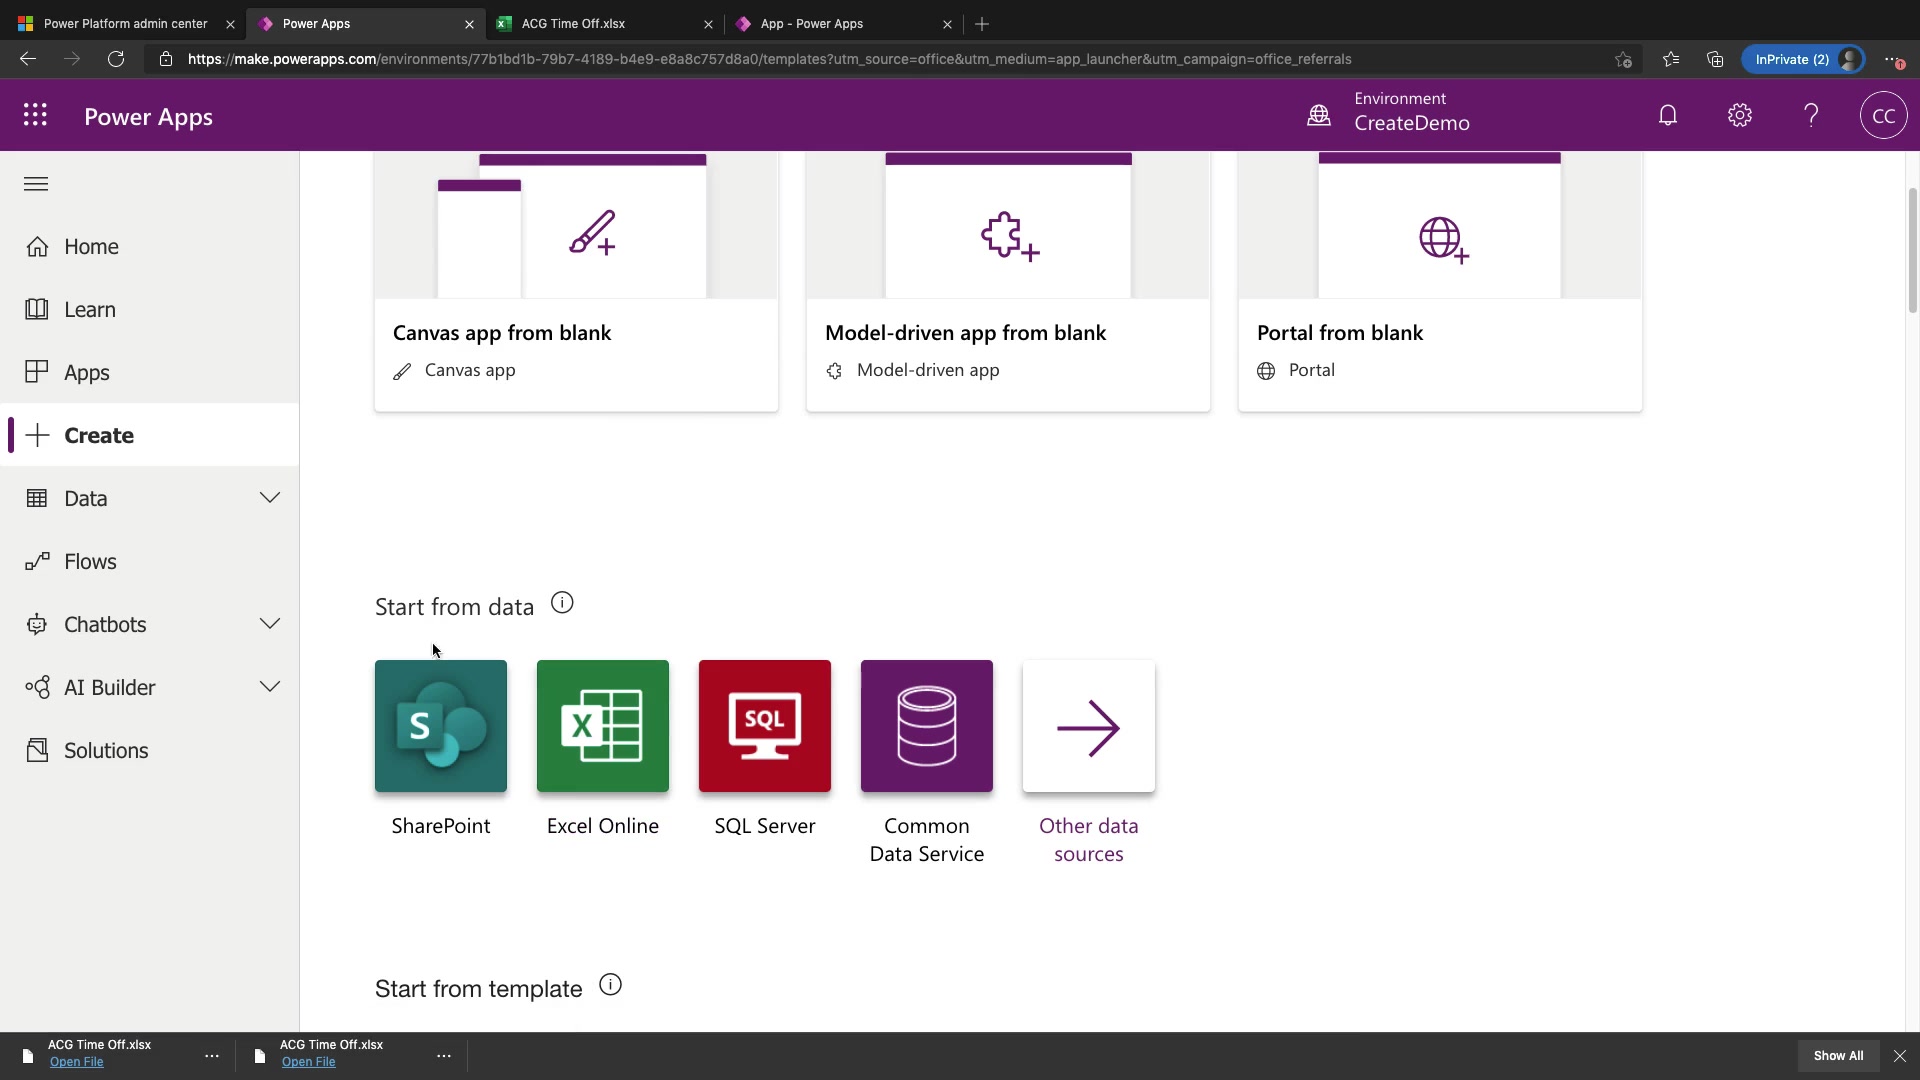 Power Platform admin center
Power Apps
ACG Time Off.xlsx
App - Power Apps
https://make.powerapps.com/environments/77b1bd1b-79b7-4189-b4e9-e8a8c757d8a0/templates?utm_source=office&utm_medium=app_launcher&utm_campaign=office_referrals
InPrivate (2)
Power Apps
Environment
CreateDemo
CC
Home
Learn
Apps
Create
Data
Flows
Chatbots
AI Builder
Solutions
Canvas app from blank
Canvas app
Model-driven app from blank
Model-driven app
Portal from blank
Portal
Start from data
S
X
SQL
SharePoint
Excel Online
SQL Server
Common
Data Service
Other data
sources
Start from template
ACG Time Off.xlsx
Open File
ACG Time Off.xlsx
Open File
Show All